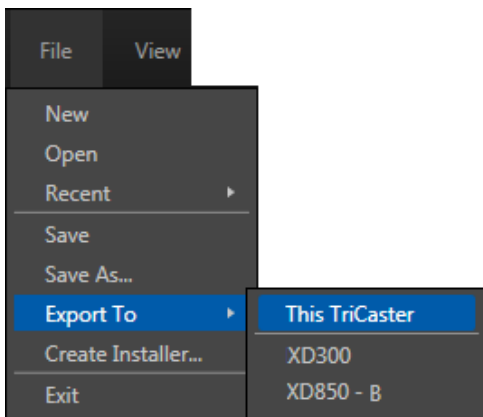 File View
New
Open
Recent
Save
Save As...
Export To
This TriCaster
Create Installer...
XD300
Exit
XD850 - B